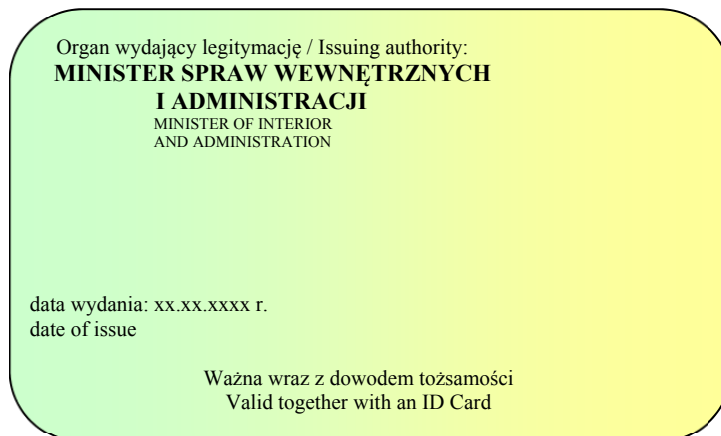 Organ wydający legitymację / Issuing authority:
MINISTER SPRAW WEWNĘTRZNYCH
I ADMINISTRACJI
MINISTER OF INTERIOR
AND ADMINISTRATION
data wydania: xx.xx.xxxx r.
date of issue
Ważna wraz z dowodem tożsamości
Valid together with an ID Card